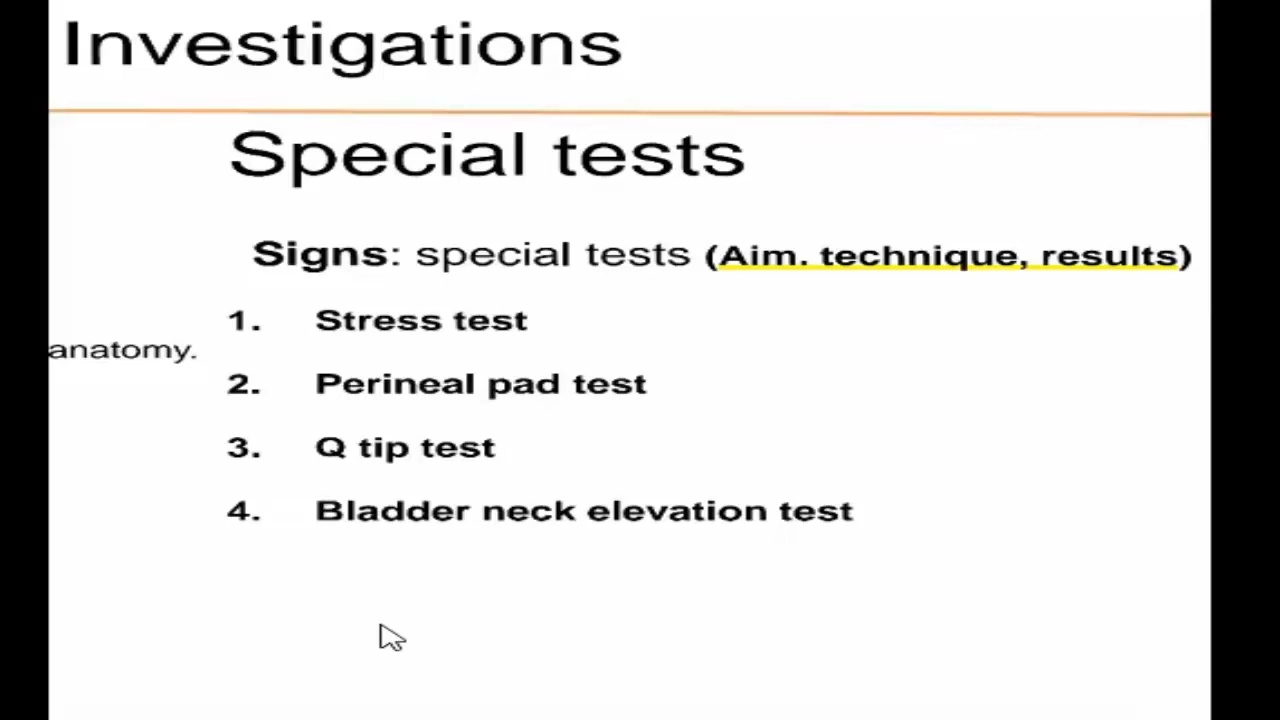 Investigations
Special tests
Signs: special tests (Aim. technique, results)
1. Stress test
anatomy.
2. Perineal pad test
3. Q tip test
4. Bladder neck elevation test